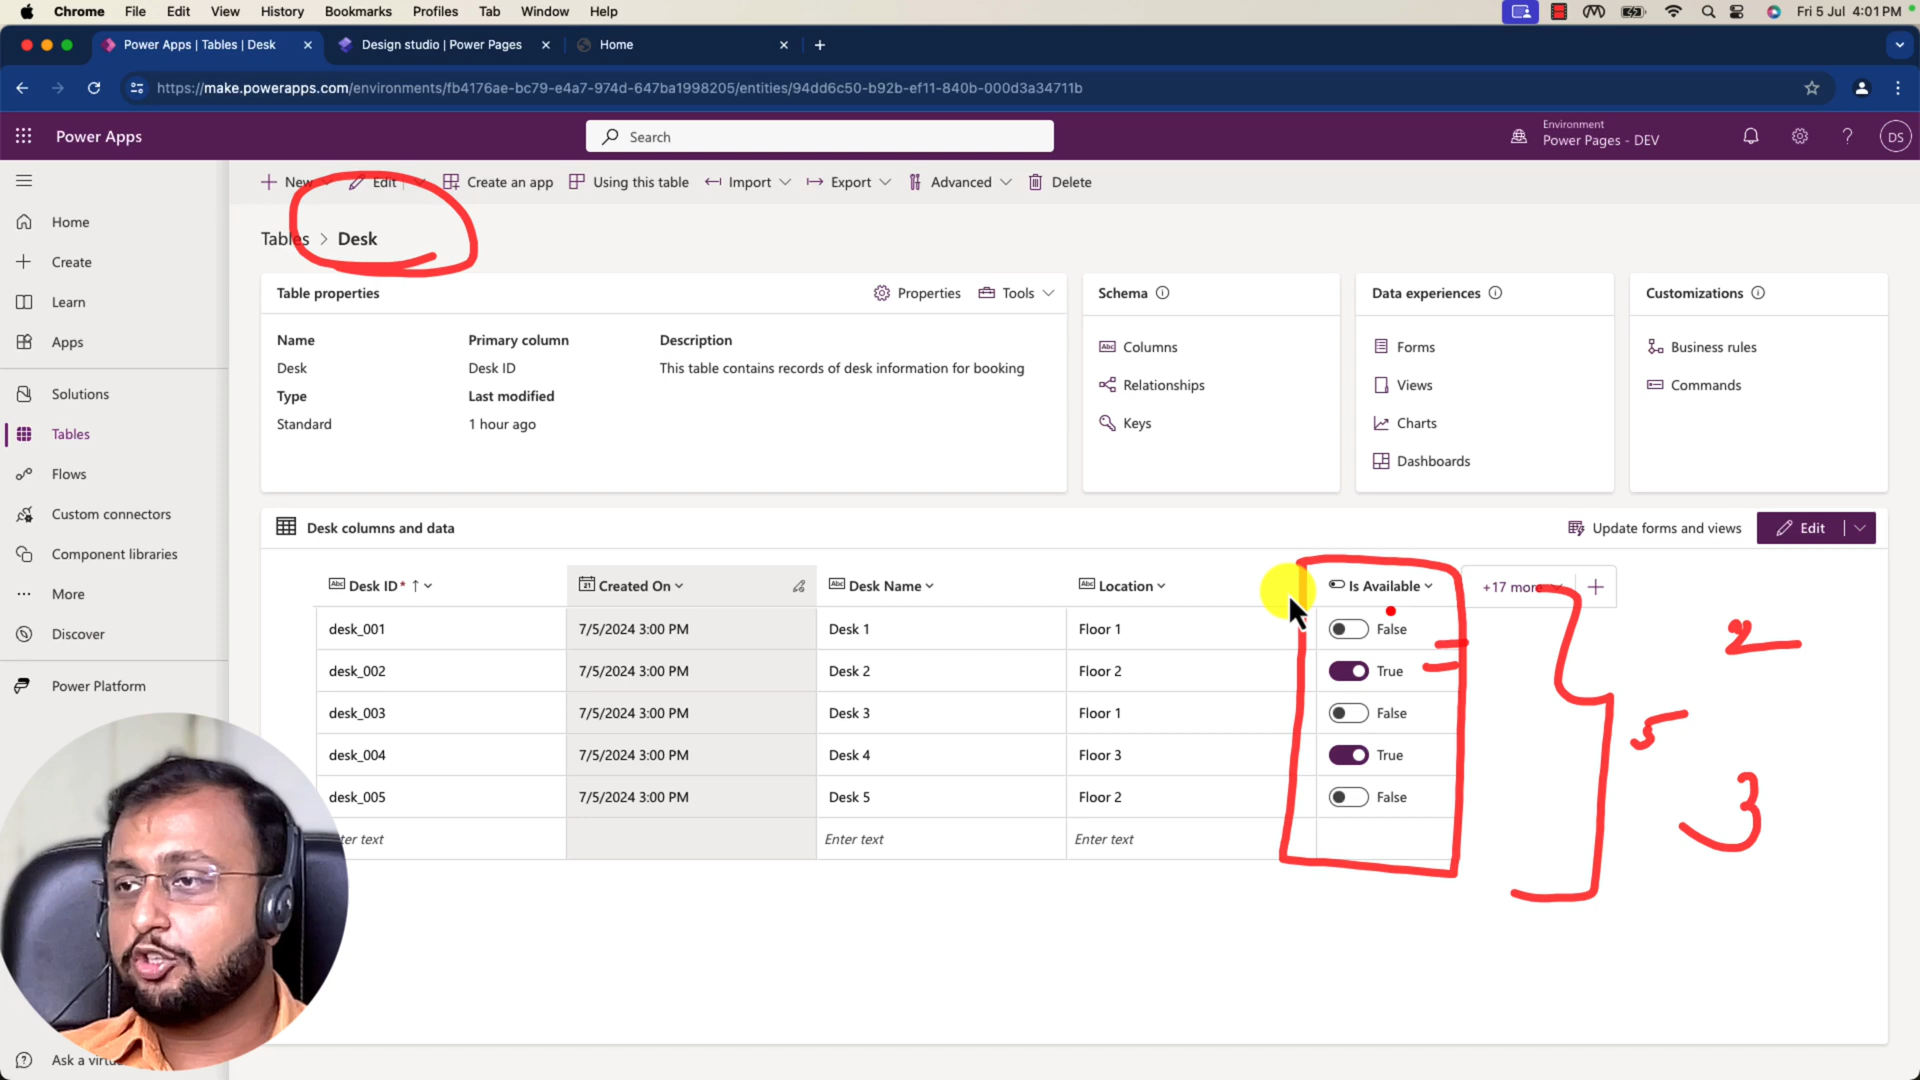 Chrome File Edit View History Bookmarks Profiles Tab Window Help Fri 5 Jul 4:01 PM
Power Apps | Tables | Desk Design studio | Power Pages Home
https://make.powerapps.com/environments/fb4176ae-bc79-e4a7-974d-647ba1998205/entities/94dd6c50-b92b-ef11-840b-000d3a34711b
Power Apps Search Environment
Power Pages - DEV DS
New Edit Create an app Using this table Import Export Advanced Delete
Home
Create
Learn
Apps
Solutions
Tables
Flows
Custom connectors
Component libraries
More
Discover
Power Platform
Ask a virtu
Tables > Desk
Table properties Properties Tools
Name Primary column Description
Desk Desk ID This table contains records of desk information for booking
Type Last modified
Standard 1 hour ago
Schema
Columns
Relationships
Keys
Data experiences
Forms
Views
Charts
Dashboards
Customizations
Business rules
Commands
Desk columns and data Update forms and views Edit
Desk ID* Created On Desk Name Location Is Available +17 more
desk_001 7/5/2024 3:00 PM Desk 1 Floor 1 False
desk_002 7/5/2024 3:00 PM Desk 2 Floor 2 True
desk_003 7/5/2024 3:00 PM Desk 3 Floor 1 False
desk_004 7/5/2024 3:00 PM Desk 4 Floor 3 True
desk_005 7/5/2024 3:00 PM Desk 5 Floor 2 False
ter text Enter text Enter text
2
5
3